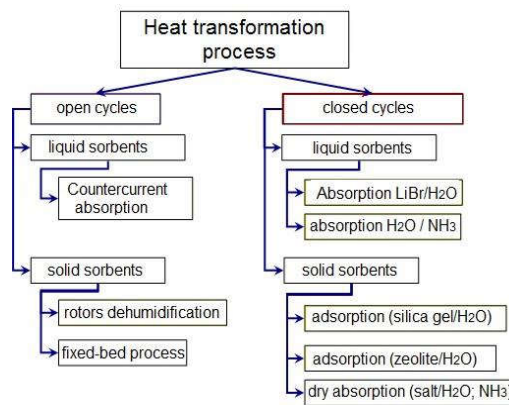 Heat transformation
process
open cycles
liquid sorbents
Countercurrent
absorption
solid sorbents
rotors dehumidification
fixed-bed process
closed cycles
liquid sorbents
Absorption LiBr/H2O
absorption H2O / NH3
solid sorbents
adsorption (silica gel/H2O)
adsorption (zeolite/H2O)
dry absorption (salt/H2O; NH3)